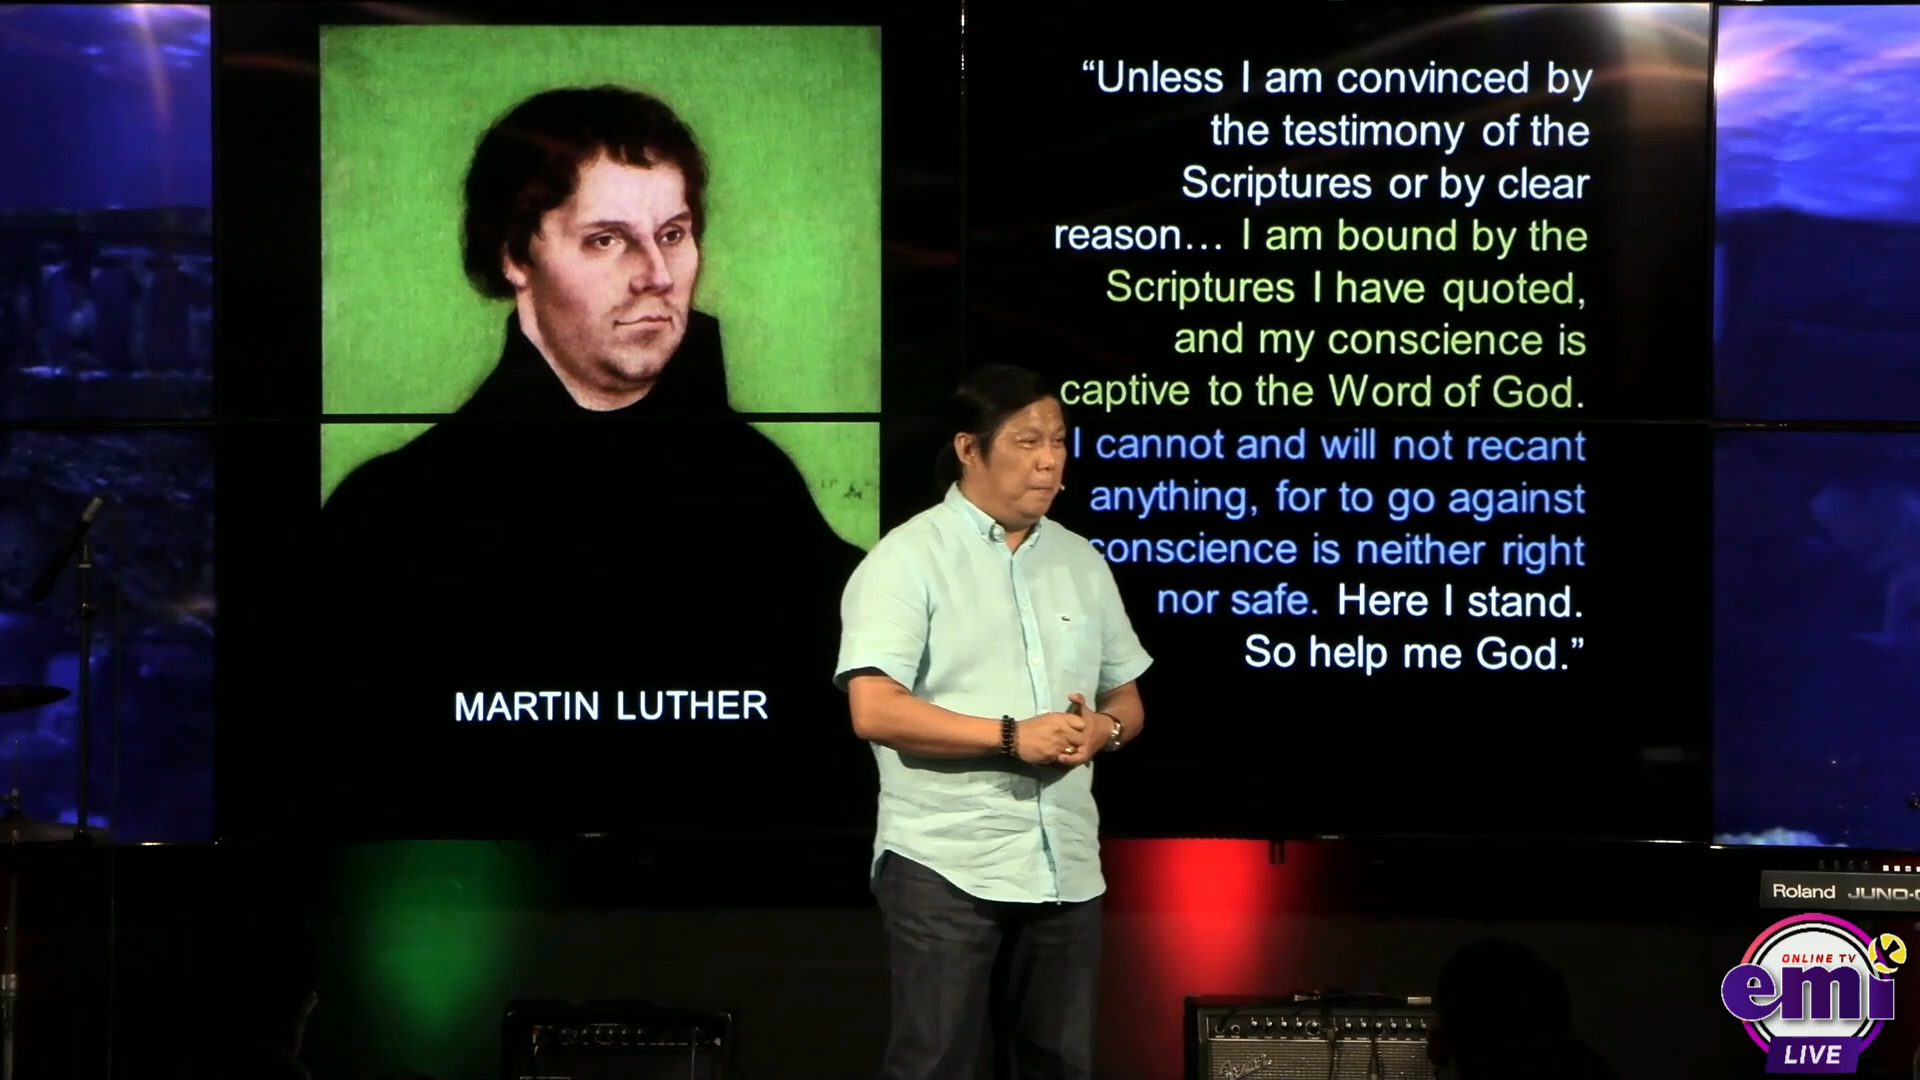 “Unless I am convinced by
the testimony of the
Scriptures or by clear
reason... I am bound by the
Scriptures I have quoted,
and my conscience is
captive to the Word of God.
I cannot and will not recant
anything, for to go against
conscience is neither right
nor safe. Here I stand.
So help me God.”
MARTIN LUTHER
Roland JUNO-
ONLINE TV
emi
LIVE
Fender